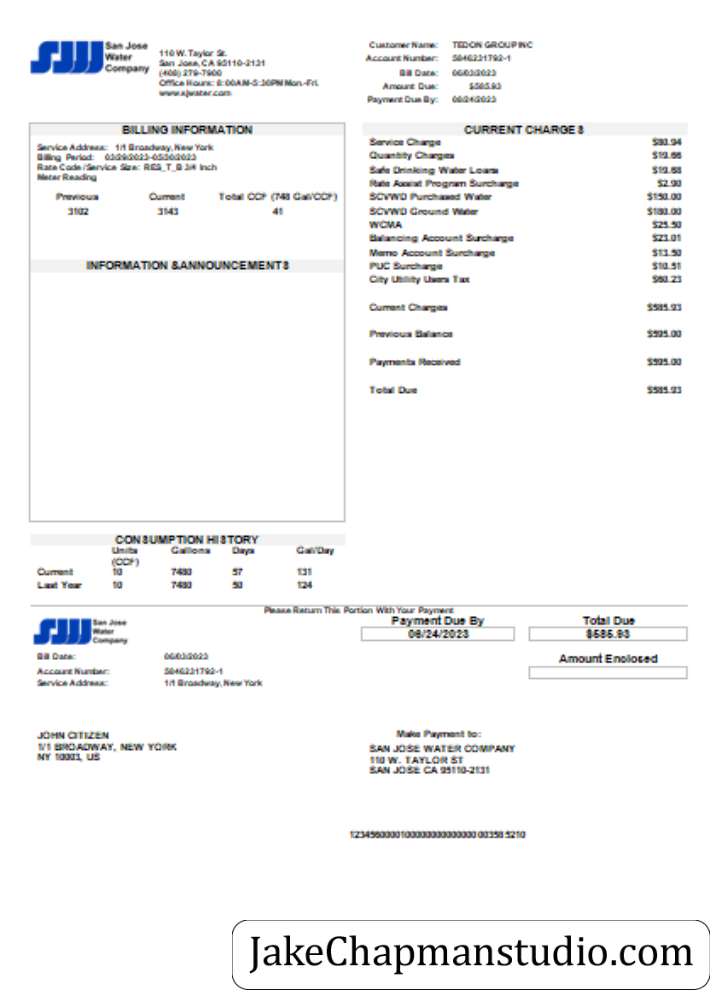 SJW San Jose
Water
Company
110 W. Taylor St.
San Jose, CA 95110-2131
(408) 279-7900
Office Hours: 8:00AM-5:30PM Mon.-Fri.
www.sjwater.com
Customer Name: TEDON GROUP INC
Account Number: 5846231792-1
Bill Date: 06/03/2023
Amount Due: $585.93
Payment Due By: 06/24/2023
BILLING INFORMATION
Service Address: 1/1 Broadway, New York
Billing Period: 03/29/2023-05/30/2023
Rate Code /Service Size: RES_T_B 3/4 Inch
Meter Reading
Previous Current Total CCF (748 Gal/CCF)
3102 3143 41
INFORMATION & ANNOUNCEMENTS
CURRENT CHARGES
Service Charge $80.94
Quantity Charges $19.66
Safe Drinking Water Loans $19.68
Rate Assist Program Surcharge $2.90
SCVWD Purchased Water $150.00
SCVWD Ground Water $180.00
WCMA $25.50
Balancing Account Surcharge $23.01
Memo Account Surcharge $13.50
PUC Surcharge $10.51
City Utility Users Tax $60.23
Current Charges $585.93
Previous Balance $595.00
Payments Received $595.00
Total Due $585.93
CONSUMPTION HISTORY
Units Gallons Days Gal/Day
(CCF)
Current 10 7480 57 131
Last Year 10 7480 124
Please Return This Portion With Your Payment
SJW San Jose
Water
Company
Payment Due By Total Due
06/24/2023 $585.93
Amount Enclosed
Bill Date: 06/03/2023
Account Number: 5846231792-1
Service Address: 1/1 Broadway, New York
JOHN CITIZEN
1/1 BROADWAY, NEW YORK
NY 10003, US
Make Payment to:
SAN JOSE WATER COMPANY
110 W. TAYLOR ST
SAN JOSE CA 95110-2131
JakeChapmanstudio.com